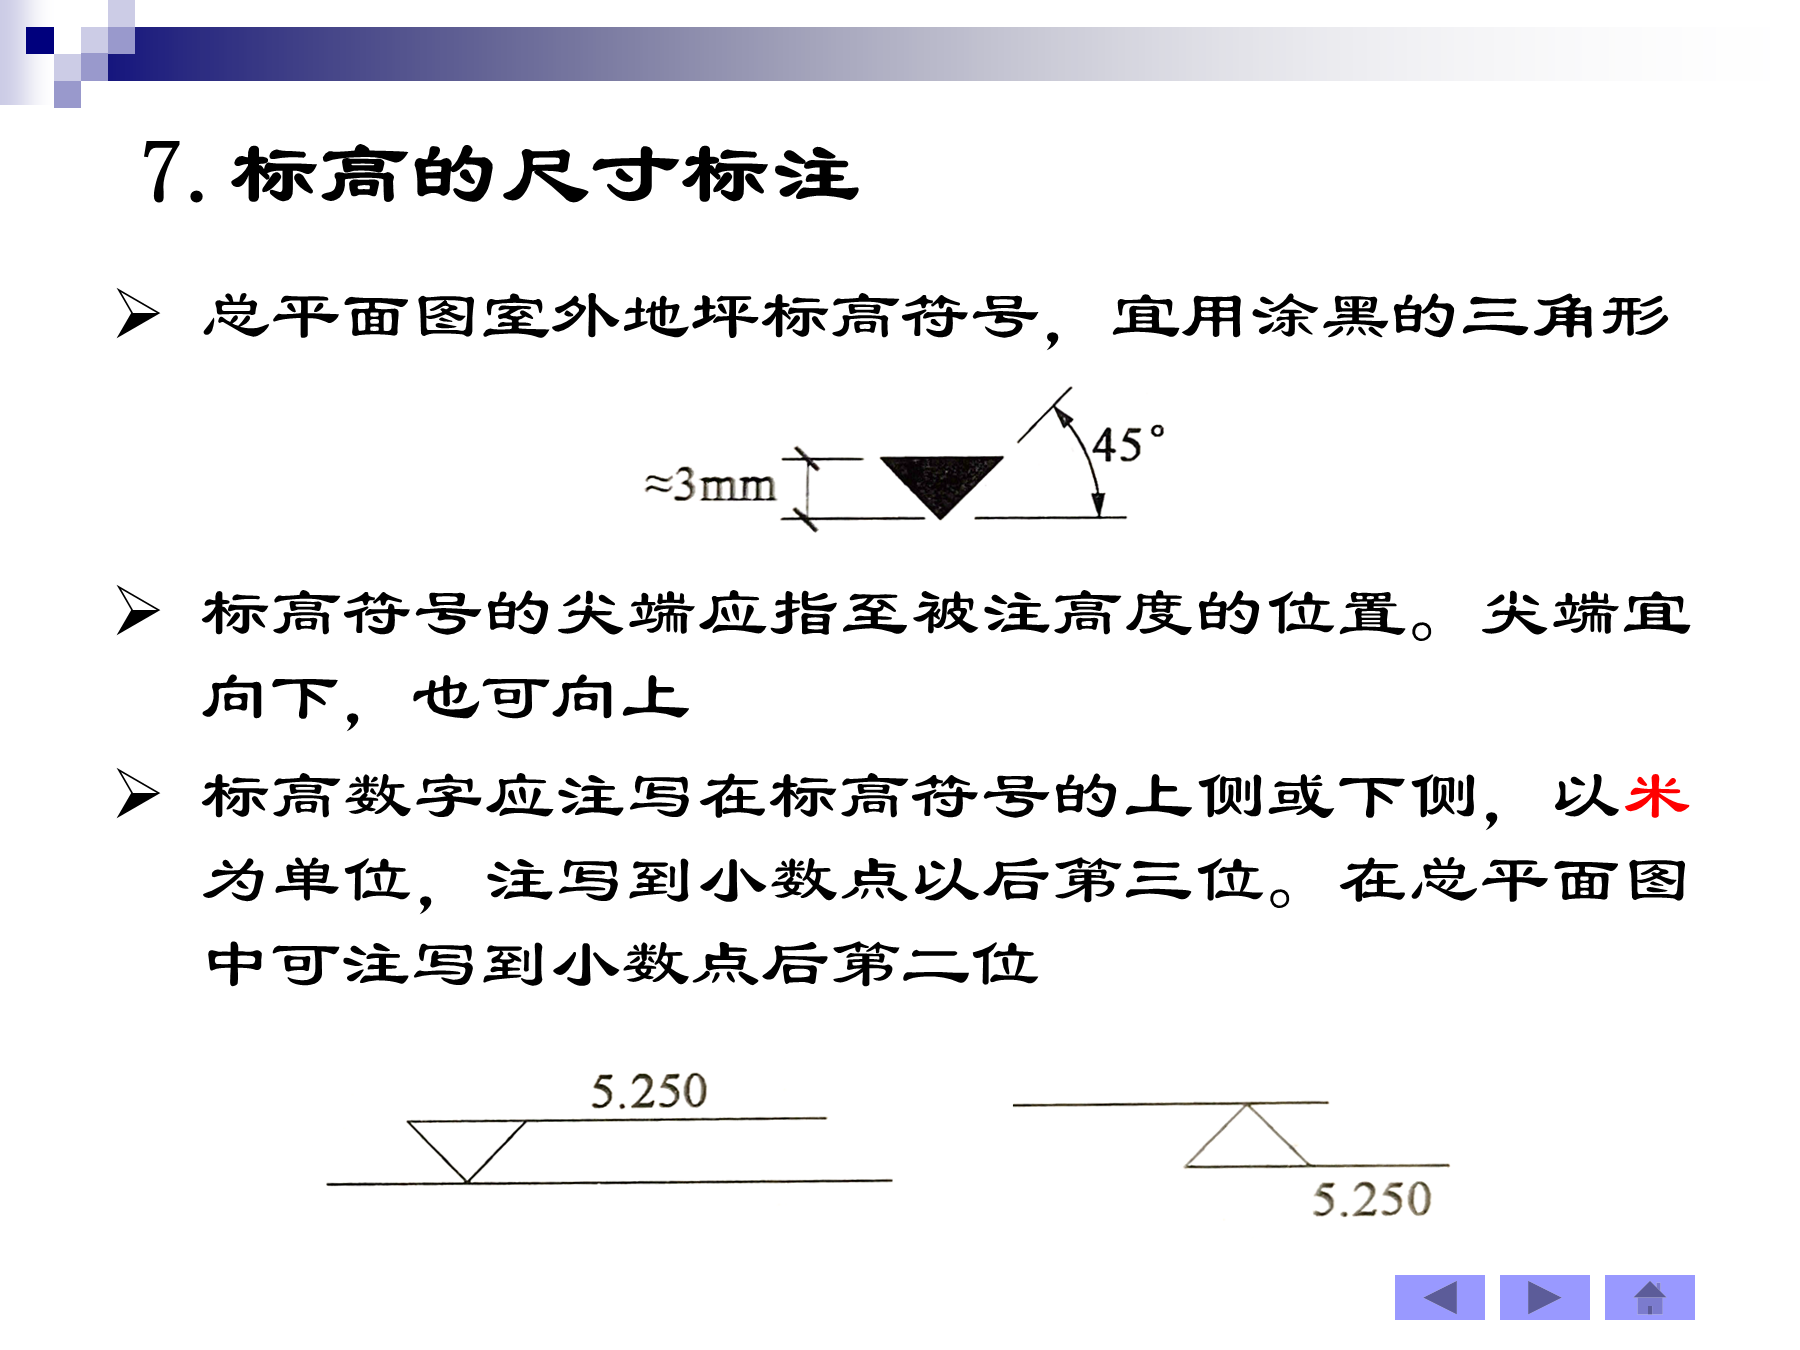 7.标高的尺寸标注
总平面图室外地坪标高符号，宜用涂黑的三角形
45°
≈3mm
标高符号的尖端应指至被注高度的位置。尖端宜
向下，也可向上
标高数字应注写在标高符号的上侧或下侧，以米
为单位，注写到小数点以后第三位。在总平面图
中可注写到小数点后第二位
5.250
5.250